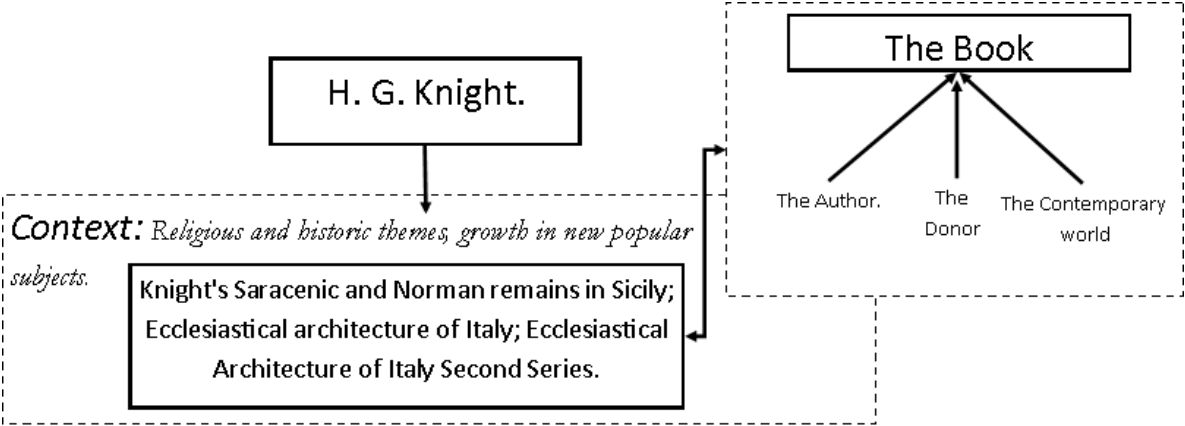 The Book
H. G. Knight.
The Author.
The
Donor
The Contemporary
world
Context: Religious and historic themes, growth in new popular
subjects.
Knight's Saracenic and Norman remains in Sicily;
Ecclesiastical architecture of Italy; Ecclesiastical
Architecture of Italy Second Series.